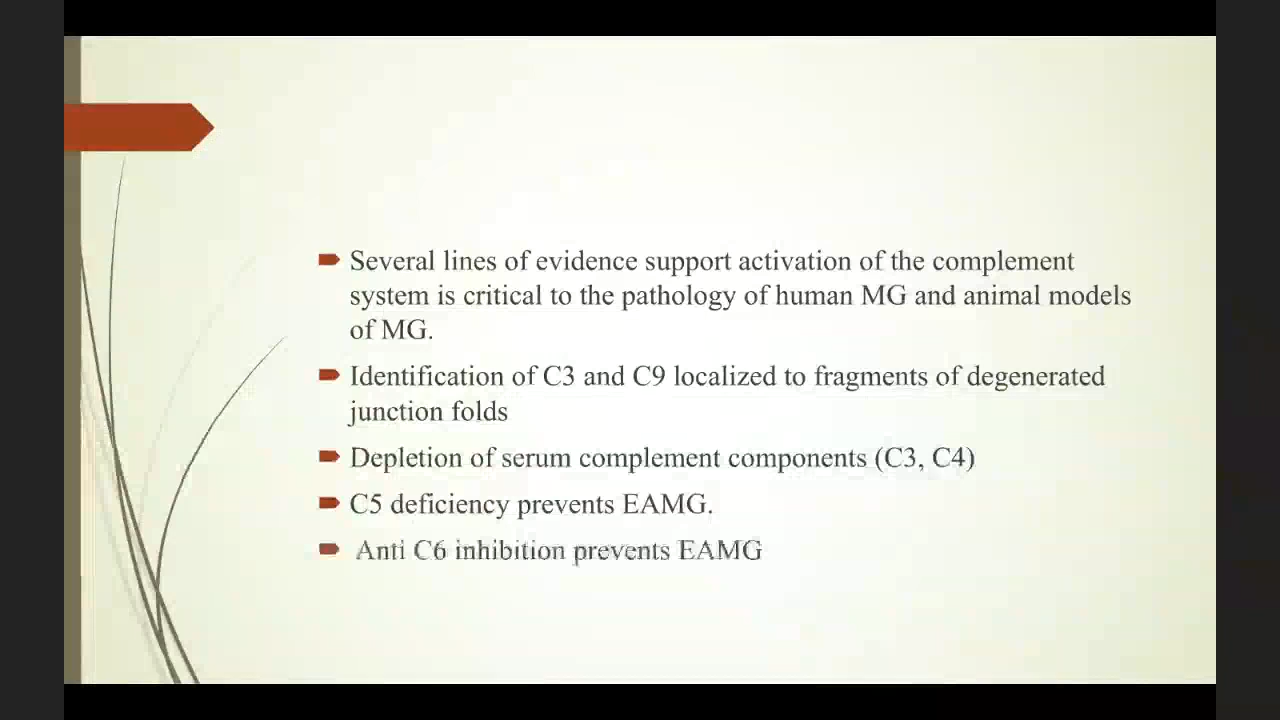 Several lines of evidence support activation of the complement
system is critical to the pathology of human MG and animal models
of MG.
Identification of C3 and C9 localized to fragments of degenerated
junction folds
Depletion of serum complement components (C3, C4)
C5 deficiency prevents EAMG.
Anti C6 inhibition prevents EAMG